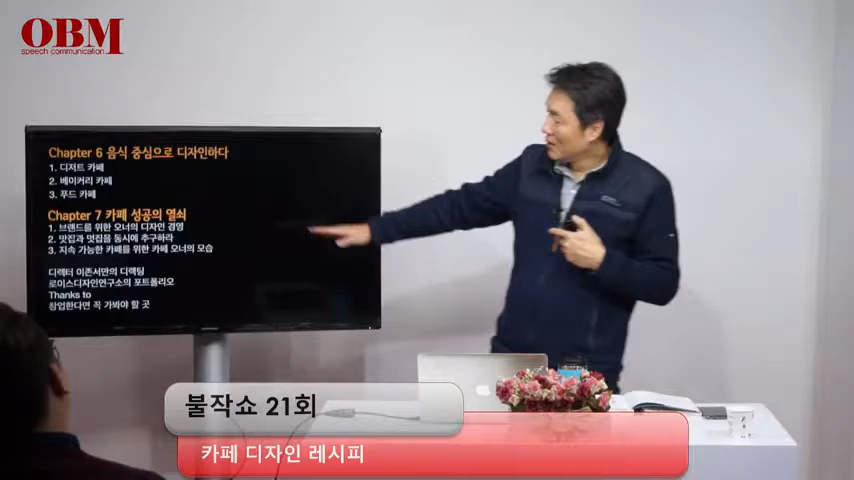 OBM
speech communication
Chapter 6 음식 중심으로 디자인하다
1. 디저트 카페
2. 베이커리 카페
3. 푸드 카페
Chapter 7 카페 성공의 열쇠
1. 브랜드를 위한 오너의 디자인 경영
2. 맛집과 멋집을 동시에 추구하라
3. 지속 가능한 카페를 위한 카페 오너의 모습
디렉터 이존서만의 디렉팅
로이스디자인연구소의 포트폴리오
Thanks to
창업한다면 꼭 가봐야 할 곳
불작쇼 21회
카페 디자인 레시피